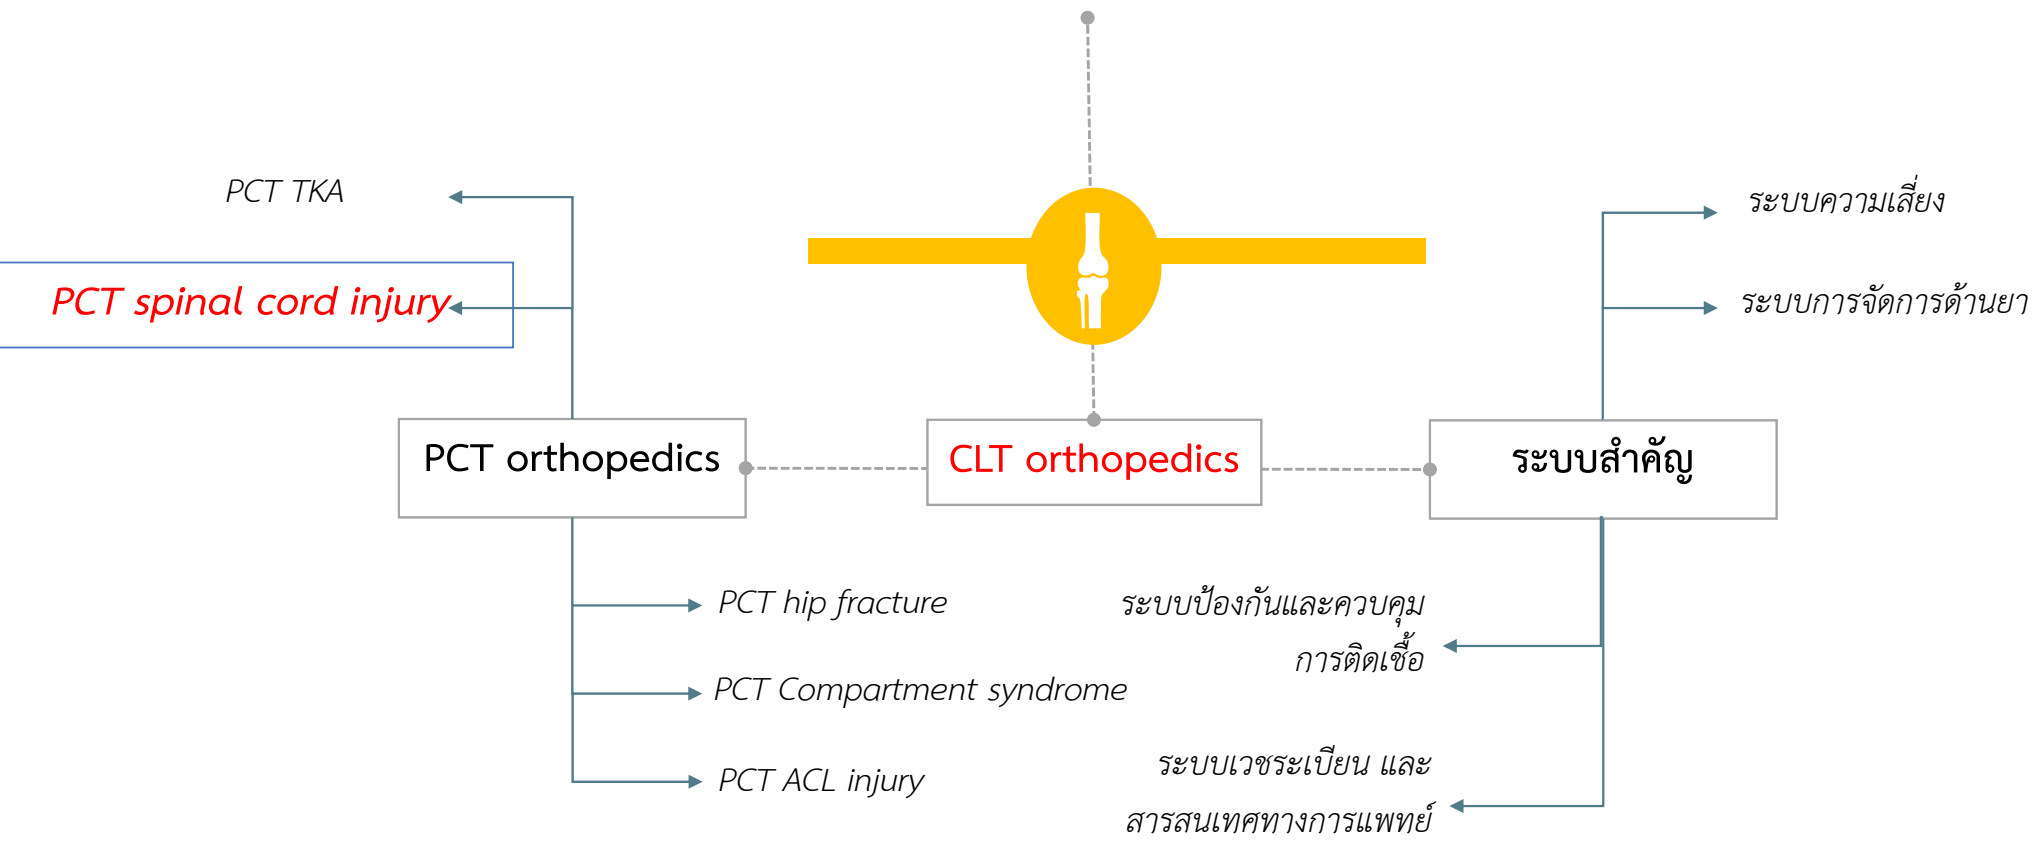 PCT TKA
PCT spinal cord injury
PCT orthopedics
PCT hip fracture
PCT Compartment syndrome
PCT ACL injury
CLT orthopedics
ระบบสำคัญ
ระบบความเสี่ยง
ระบบการจัดการด้านยา
ระบบป้องกันและควบคุม
การติดเชื้อ
ระบบเวชระเบียน และ
สารสนเทศทางการแพทย์